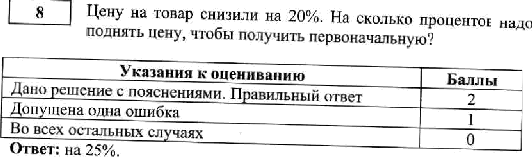 8
Цену на товар снизили на 20%. На сколько процентов надо
поднять цену, чтобы получить первоначальную?
Указания к оцениванию Баллы
Дано решение с пояснениями. Правильный ответ 2
Допущена одна ошибка 1
Во всех остальных случаях 0
Ответ: на 25%.